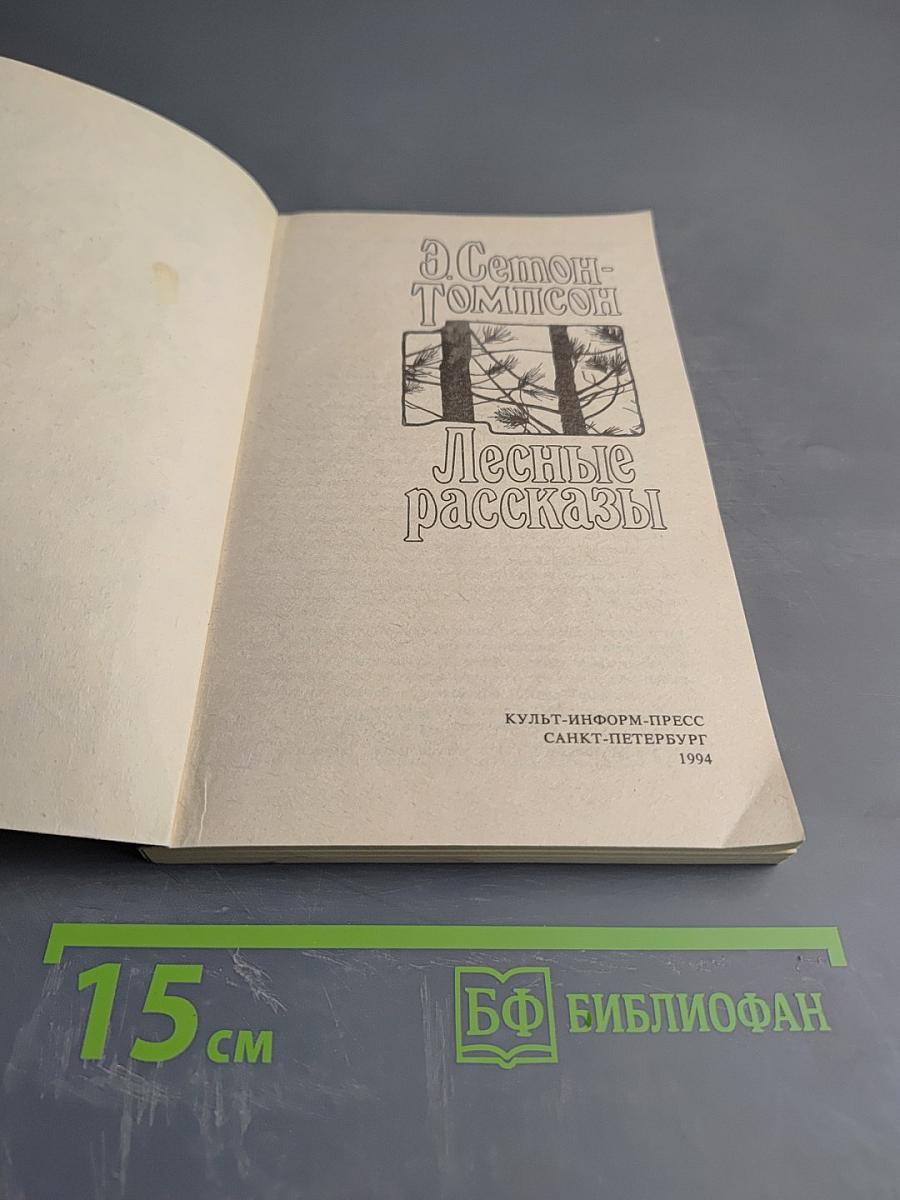 Э. Сетон-
Томпсон
Лесные
рассказы
КУЛЬТ-ИНФОРМ-ПРЕСС
САНКТ-ПЕТЕРБУРГ
1994
15 см
БФ БИБЛИОФАН